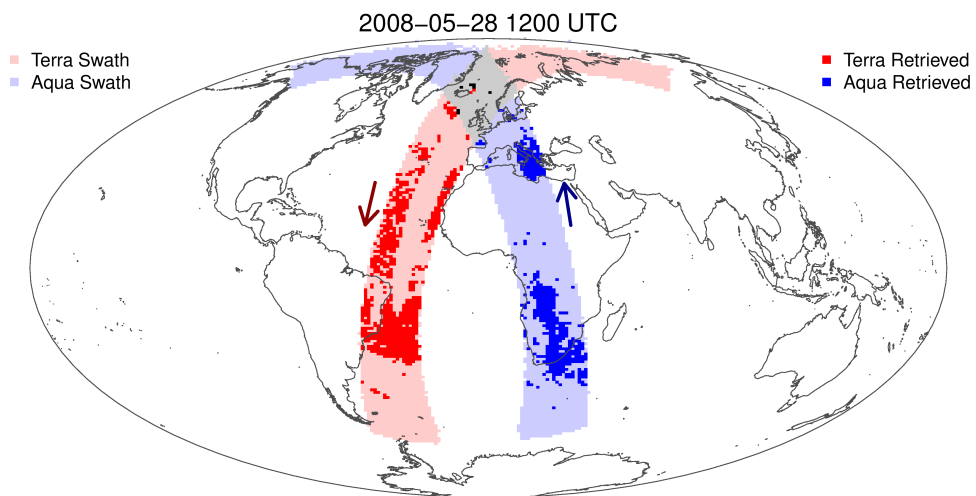 2008−05−28 1200 UTC
Terra Swath
Aqua Swath
Terra Retrieved
Aqua Retrieved